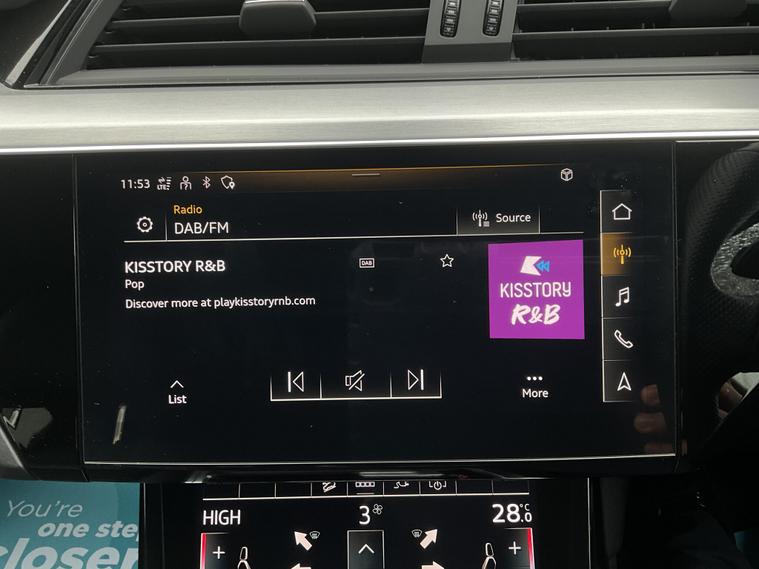 11:53 LTE
Radio
DAB/FM
Source
KISSTORY R&B
DAB
Pop
Discover more at playkisstoryrnb.com
KISSTORY
R&B
List
More
HIGH
3
28.0 °C
+
+
You're
one step
closer